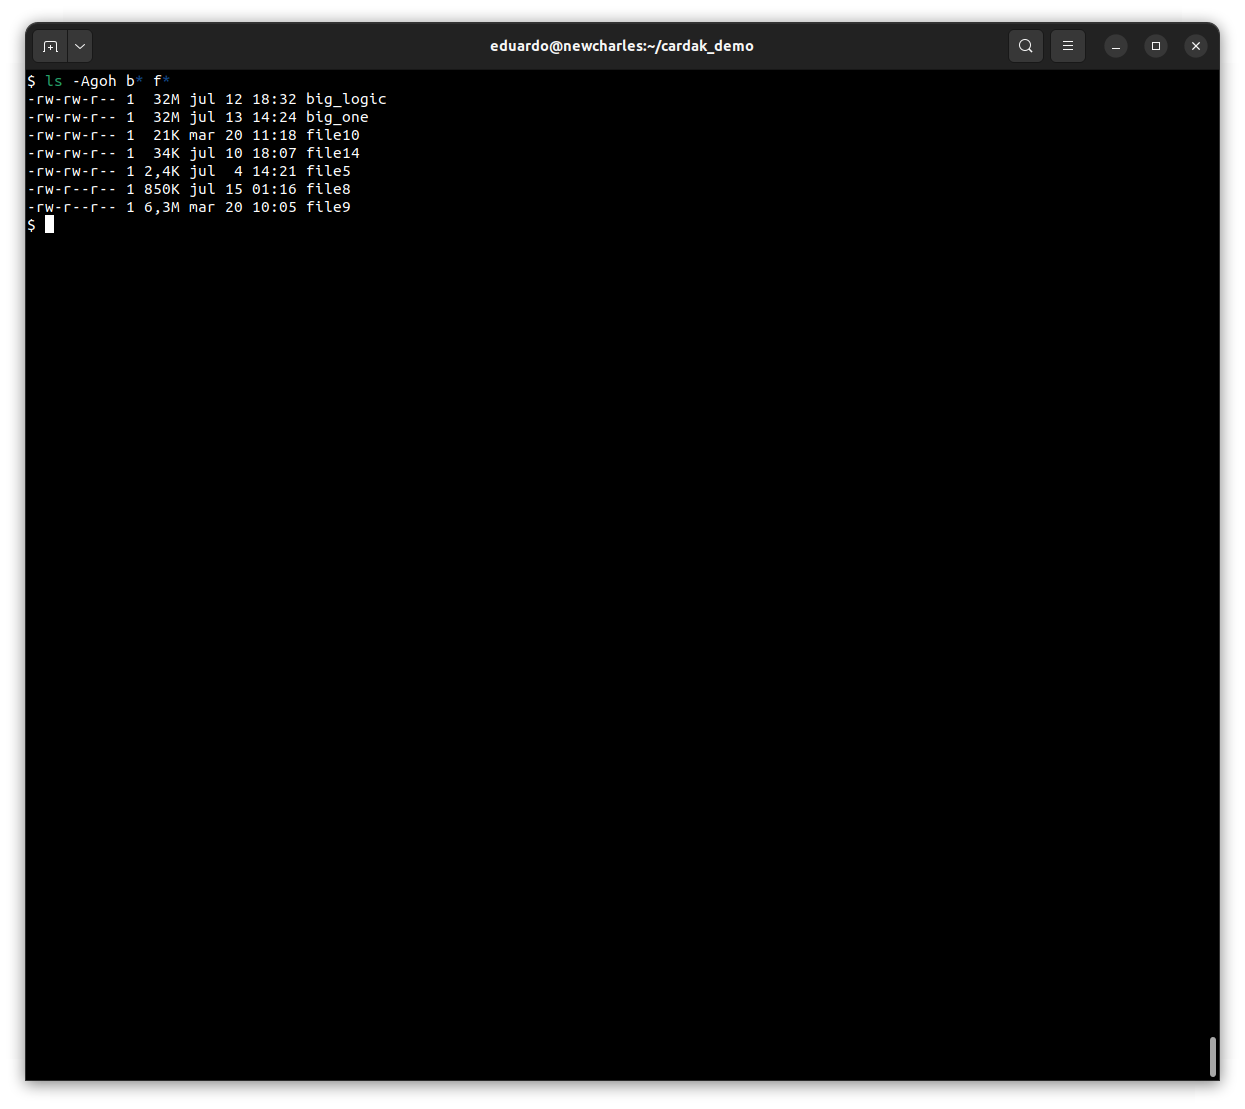 eduardo@newcharles:~/cardak_demo
$ ls -Agoh b* f*
-rw-rw-r-- 1  32M jul 12 18:32 big_logic
-rw-rw-r-- 1  32M jul 13 14:24 big_one
-rw-rw-r-- 1  21K mar 20 11:18 file10
-rw-rw-r-- 1  34K jul 10 18:07 file14
-rw-rw-r-- 1 2,4K jul  4 14:21 file5
-rw-r--r-- 1 850K jul 15 01:16 file8
-rw-r--r-- 1 6,3M mar 20 10:05 file9
$